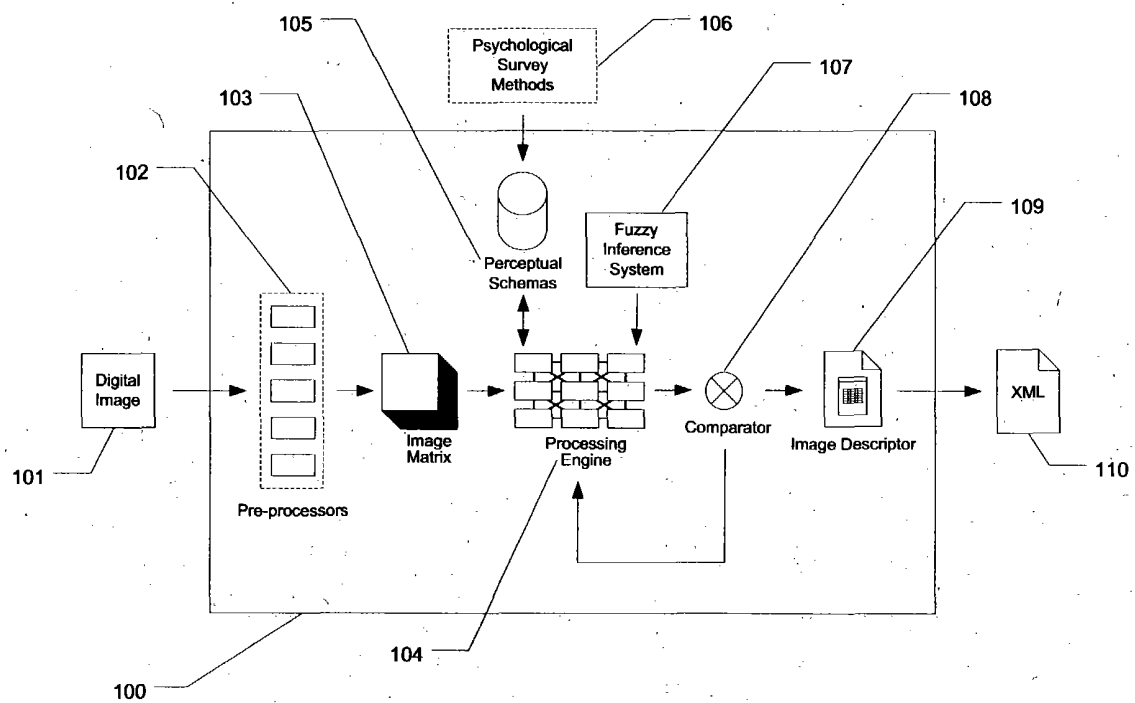 105
Psychological
Survey
Methods
106
107
103
108
102
109
Fuzzy
Inference
System
Perceptual
Schemas
Digital
Image
XML
Image
Matrix
Processing
Engine
Comparator
Image Descriptor
101
110
Pre-processors
104
100